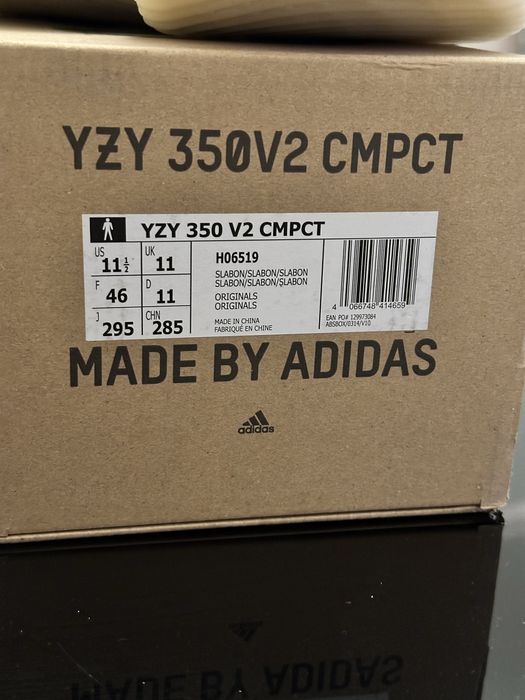 YZY 350V2 CMPCT
YZY 350 V2 CMPCT
US 11½
UK 11
F 46
D 11
J 295
CHN 285
H06519
SLABON/SLABON/SLABON
SLABON/SLABON/SLABON
ORIGINALS
ORIGINALS
MADE IN CHINA
FABRIQUÉ EN CHINE
4 066748 414659
EAN PO# 129973084
ABSBOX/0314/V10
MADE BY ADIDAS
adidas